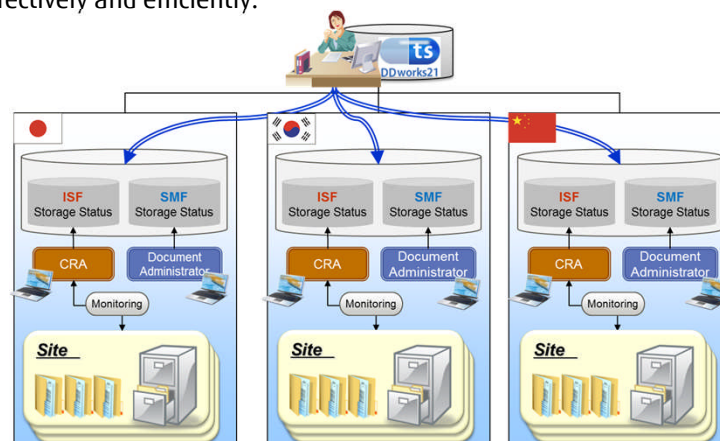 ectively and efficiently.
ts
DDworks21
ISF
Storage Status
SMF
Storage Status
CRA
Document
Administrator
Monitoring
Site
ISF
Storage Status
SMF
Storage Status
CRA
Document
Administrator
Monitoring
Site
ISF
Storage Status
SMF
Storage Status
CRA
Document
Administrator
Monitoring
Site